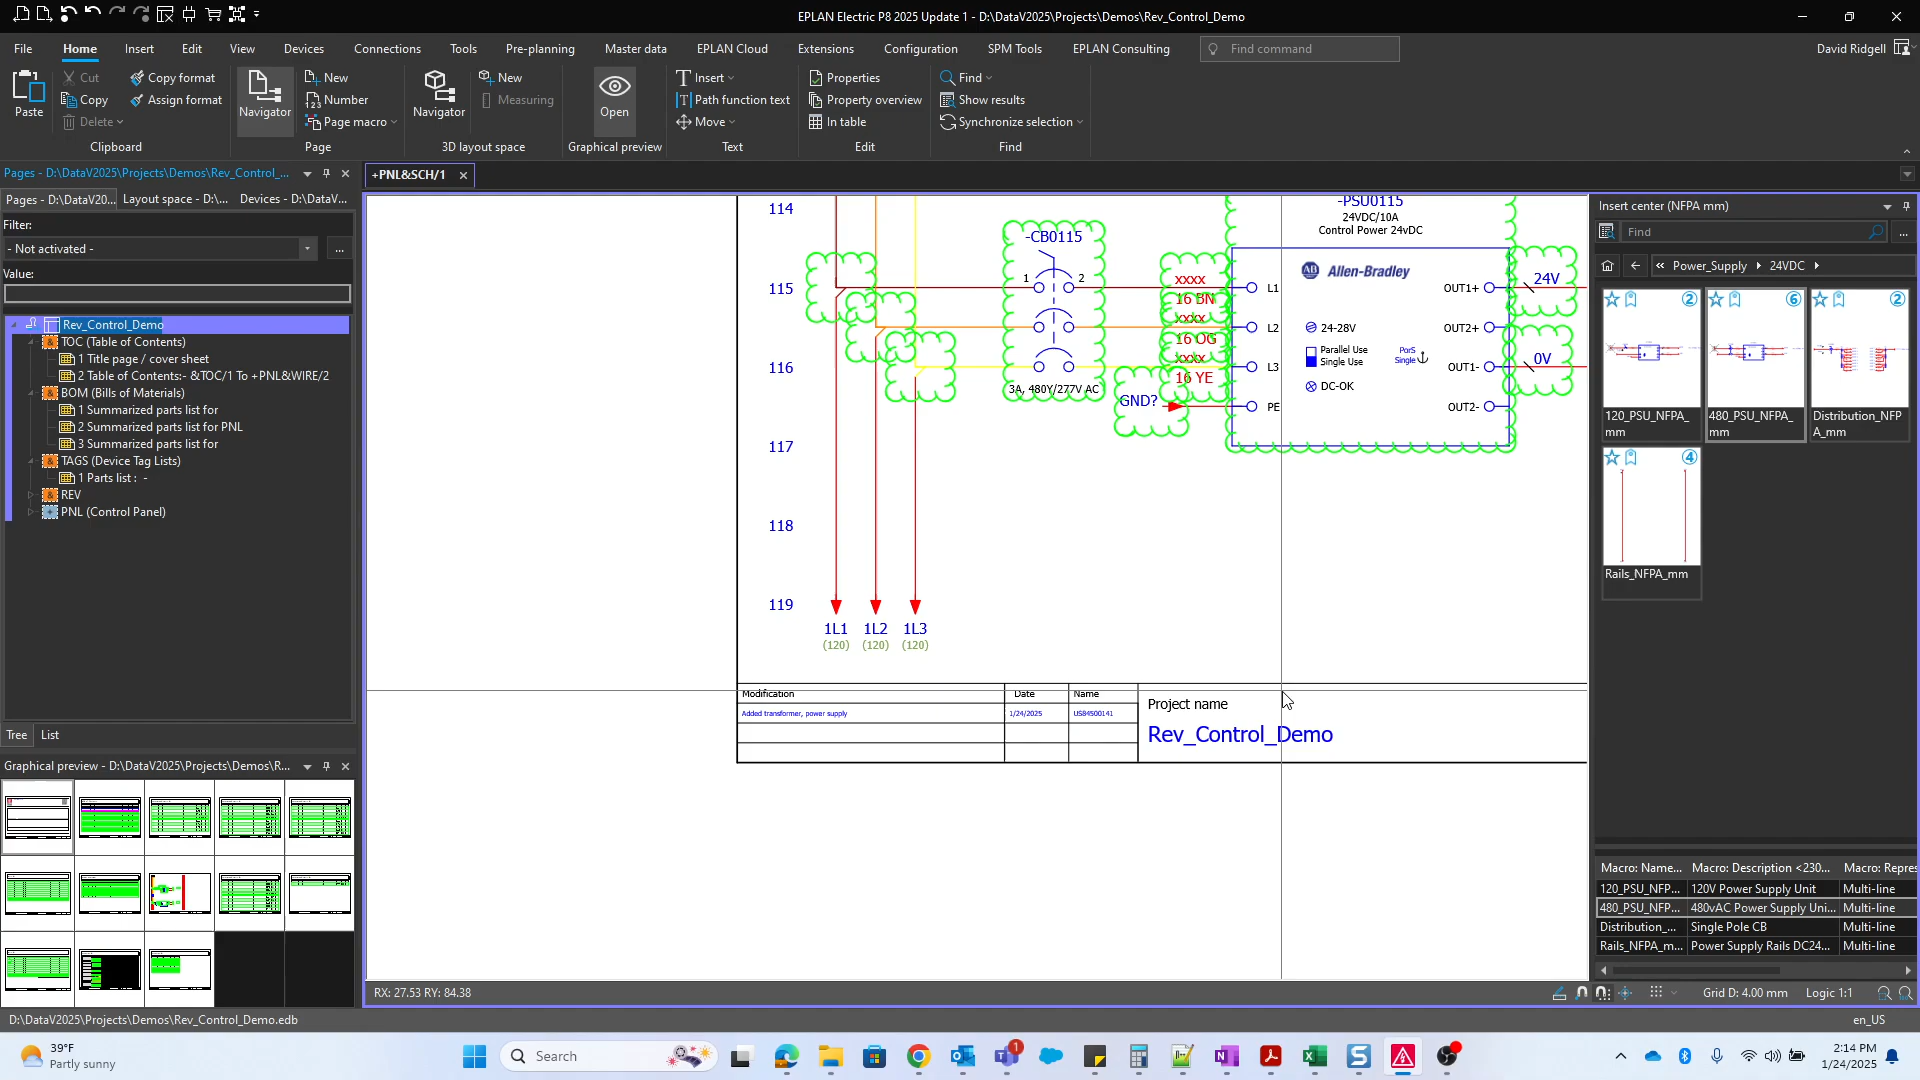 EPLAN Electric P8 2025 Update 1 - D:\DataV2025\Projects\Demos\Rev_Control_Demo
File Home Insert Edit View Devices Connections Tools Pre-planning Master data EPLAN Cloud Extensions Configuration SPM Tools EPLAN Consulting Find command David Ridgell
Cut Copy format New New Insert Properties Find
Paste Copy Assign format Navigator Number Navigator Measuring Open Path function text Property overview Show results
Delete Page macro Move In table Synchronize selection
Clipboard Page 3D layout space Graphical preview Text Edit Find
Pages - D:\DataV2025\Projects\Demos\Rev_Control_...
Pages - D:\DataV20... Layout space - D:\... Devices - D:\DataV...
Filter:
- Not activated - ...
Value:
Rev_Control_Demo
TOC (Table of Contents)
1 Title page / cover sheet
2 Table of Contents:- &TOC/1 To +PNL&WIRE/2
BOM (Bills of Materials)
1 Summarized parts list for
2 Summarized parts list for PNL
3 Summarized parts list for
TAGS (Device Tag Lists)
1 Parts list : -
REV
PNL (Control Panel)
Tree List
Graphical preview - D:\DataV2025\Projects\Demos\R...
+PNL&SCH/1
114
-PSU0115
24VDC/10A
Control Power 24vDC
-CB0115
Allen-Bradley
115
1 2
xxxx
16 BN
L1
OUT1+
24V
xxxx
16 OG
L2
24-28V
OUT2+
Parallel Use
Single Use
PorS
Single
116
xxxx
16 YE
L3
OUT1-
0V
3A, 480Y/277V AC
DC-OK
GND?
PE
OUT2-
117
118
119
1L1 1L2 1L3
(120) (120) (120)
Modification Date Name
Added transformer, power supply 1/24/2025 US84500141
Project name
Rev_Control_Demo
Insert center (NFPA mm)
Find ...
Power_Supply 24VDC
2 6 2
120_PSU_NFPA_
mm
480_PSU_NFPA_
mm
Distribution_NFP
A_mm
4
Rails_NFPA_mm
Macro: Name... Macro: Description <230... Macro: Repres
120_PSU_NFP... 120V Power Supply Unit Multi-line
480_PSU_NFP... 480vAC Power Supply Uni... Multi-line
Distribution_... Single Pole CB Multi-line
Rails_NFPA_m... Power Supply Rails DC24... Multi-line
RX: 27.53 RY: 84.38 Grid D: 4.00 mm Logic 1:1
D:\DataV2025\Projects\Demos\Rev_Control_Demo.edb en_US
39°F
Partly sunny
Search
1
2:14 PM
1/24/2025